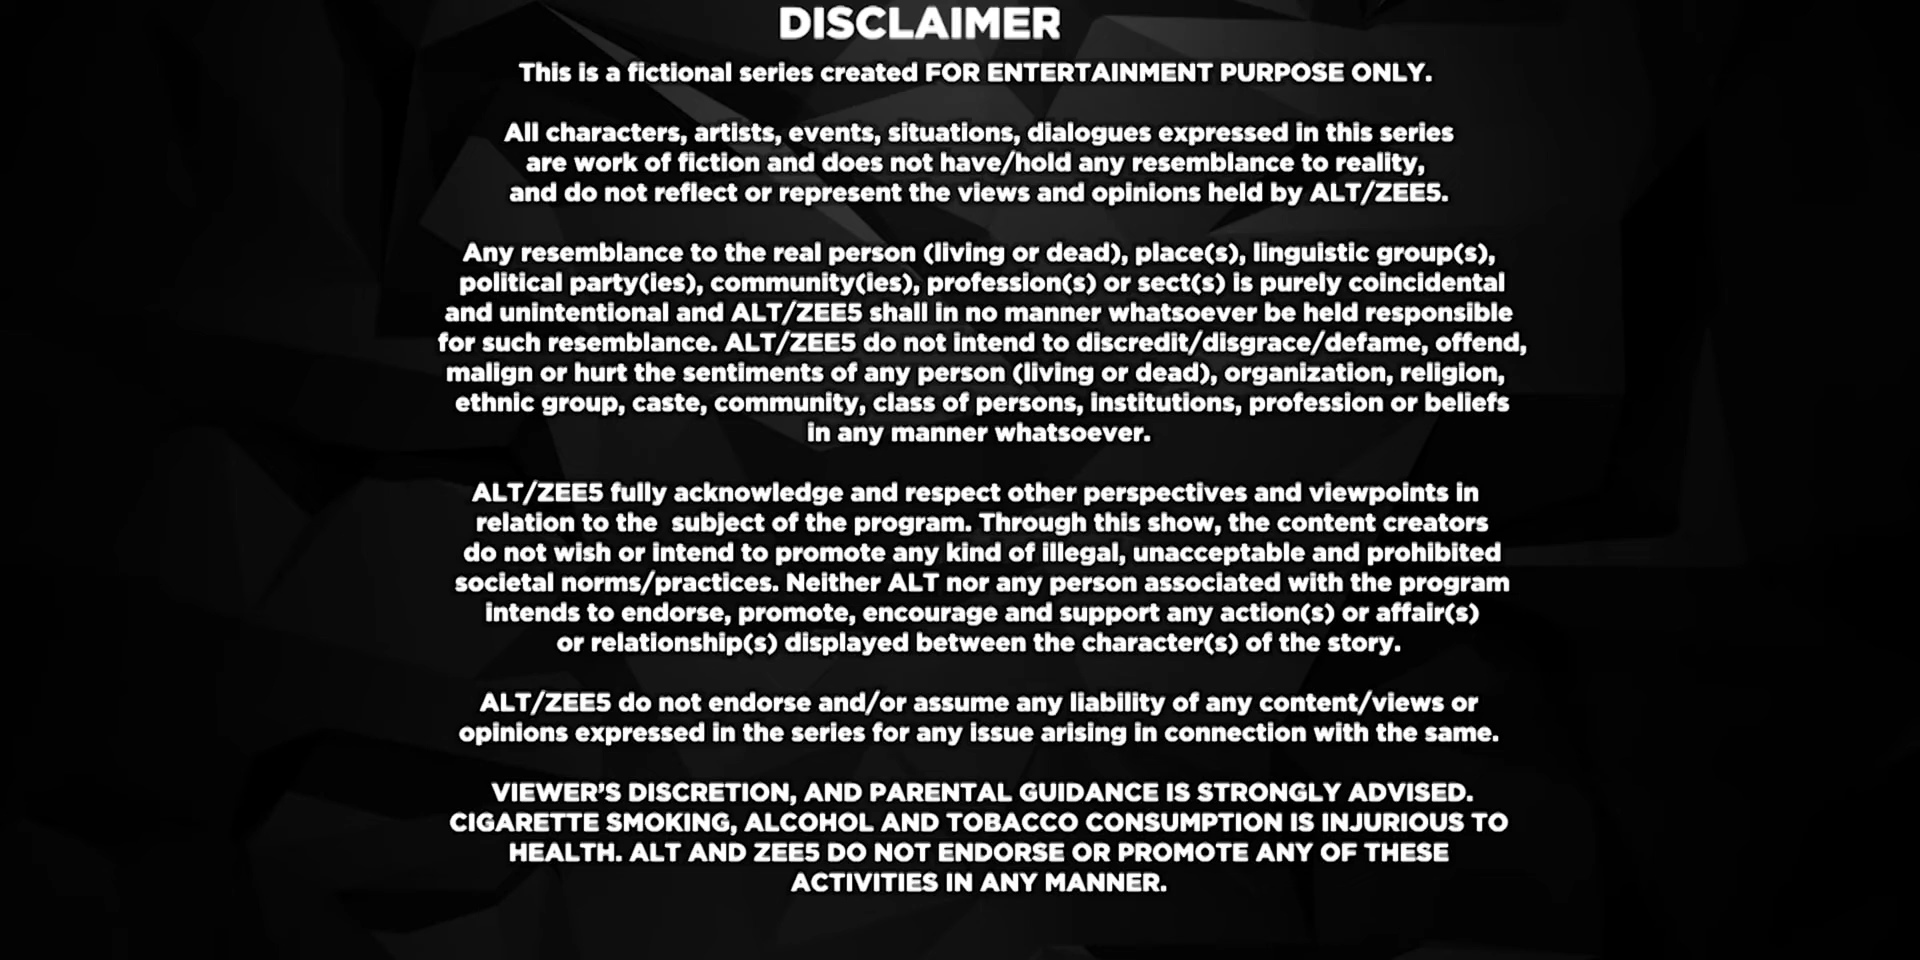 DISCLAIMER
This is a fictional series created FOR ENTERTAINMENT PURPOSE ONLY.
All characters, artists, events, situations, dialogues expressed in this series
are work of fiction and does not have/hold any resemblance to reality,
and do not reflect or represent the views and opinions held by ALT/ZEE5.
Any resemblance to the real person (living or dead), place(s), linguistic group(s),
political party(ies), community(ies), profession(s) or sect(s) is purely coincidental
and unintentional and ALT/ZEE5 shall in no manner whatsoever be held responsible
for such resemblance. ALT/ZEE5 do not intend to discredit/disgrace/defame, offend,
malign or hurt the sentiments of any person (living or dead), organization, religion,
ethnic group, caste, community, class of persons, institutions, profession or beliefs
in any manner whatsoever.
ALT/ZEE5 fully acknowledge and respect other perspectives and viewpoints in
relation to the  subject of the program. Through this show, the content creators
do not wish or intend to promote any kind of illegal, unacceptable and prohibited
societal norms/practices. Neither ALT nor any person associated with the program
intends to endorse, promote, encourage and support any action(s) or affair(s)
or relationship(s) displayed between the character(s) of the story.
ALT/ZEE5 do not endorse and/or assume any liability of any content/views or
opinions expressed in the series for any issue arising in connection with the same.
VIEWER'S DISCRETION, AND PARENTAL GUIDANCE IS STRONGLY ADVISED.
CIGARETTE SMOKING, ALCOHOL AND TOBACCO CONSUMPTION IS INJURIOUS TO
HEALTH. ALT AND ZEE5 DO NOT ENDORSE OR PROMOTE ANY OF THESE
ACTIVITIES IN ANY MANNER.